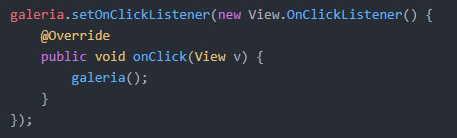 galeria.setOnClickListener(new View.OnClickListener() {
    @Override
    public void onClick(View v) {
        galeria();
    }
});